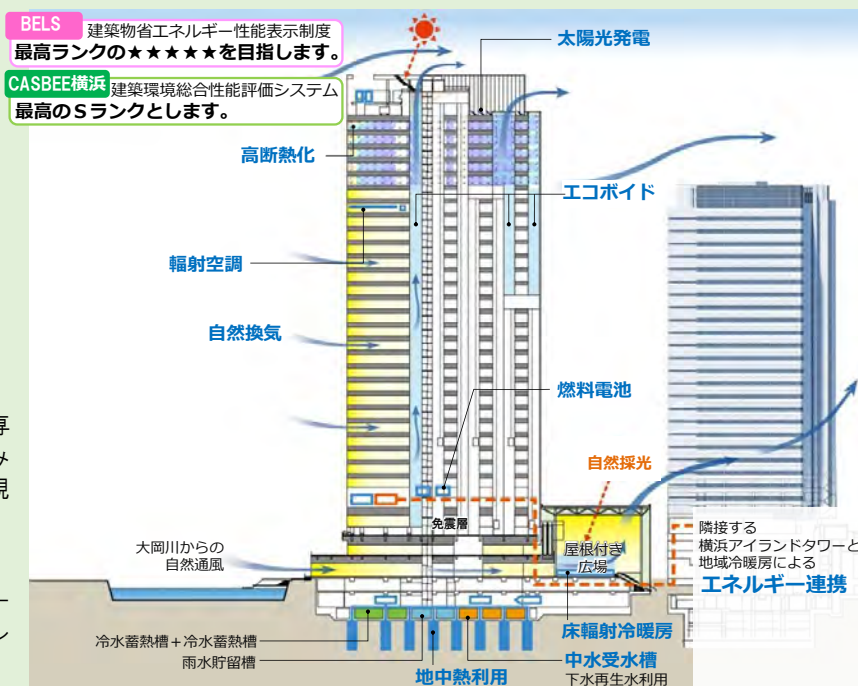 BELS 建築物省エネルギー性能表示制度
最高ランクの★★★★★を目指します。
CASBEE横浜 建築環境総合性能評価システム
最高のSランクとします。
太陽光発電
高断熱化
エコボイド
輻射空調
自然換気
燃料電池
自然採光
免震層
大岡川からの
自然通風
屋根付き
広場
隣接する
横浜アイランドタワーと
地域冷暖房による
エネルギー連携
床輻射冷暖房
冷水蓄熱槽+冷水蓄熱槽
雨水貯留槽
地中熱利用
中水受水槽
下水再生水利用